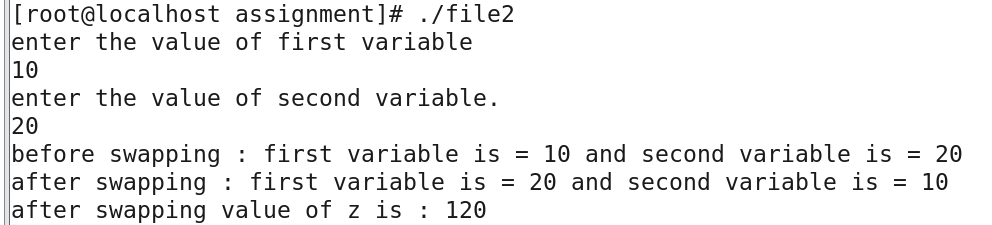 [root@localhost assignment]# ./file2
enter the value of first variable
10
enter the value of second variable.
20
before swapping : first variable is = 10 and second variable is = 20
after swapping : first variable is = 20 and second variable is = 10
after swapping value of z is : 120